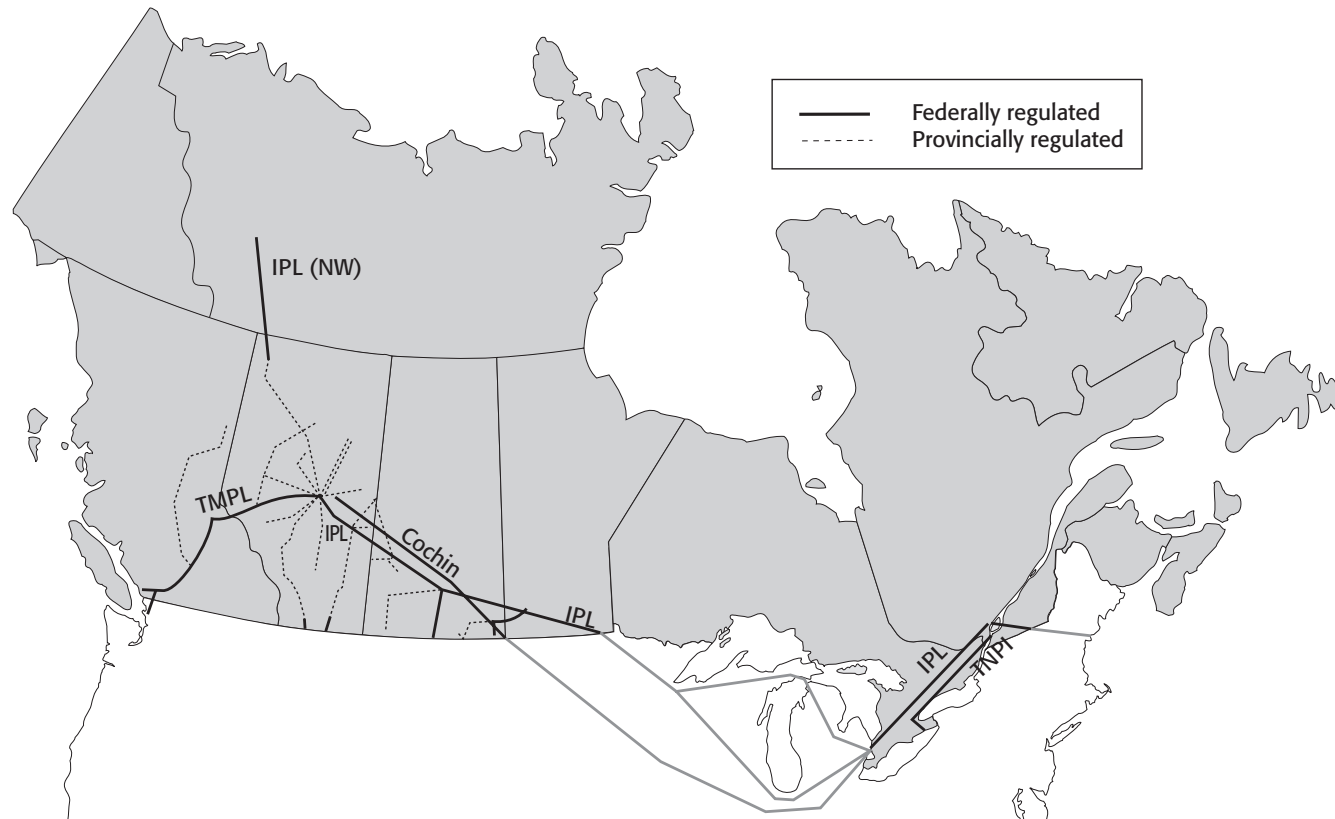 Federally regulated
Provincially regulated
IPL (NW)
TMPL
IPL
Cochin
IPL
IPL
TNPI